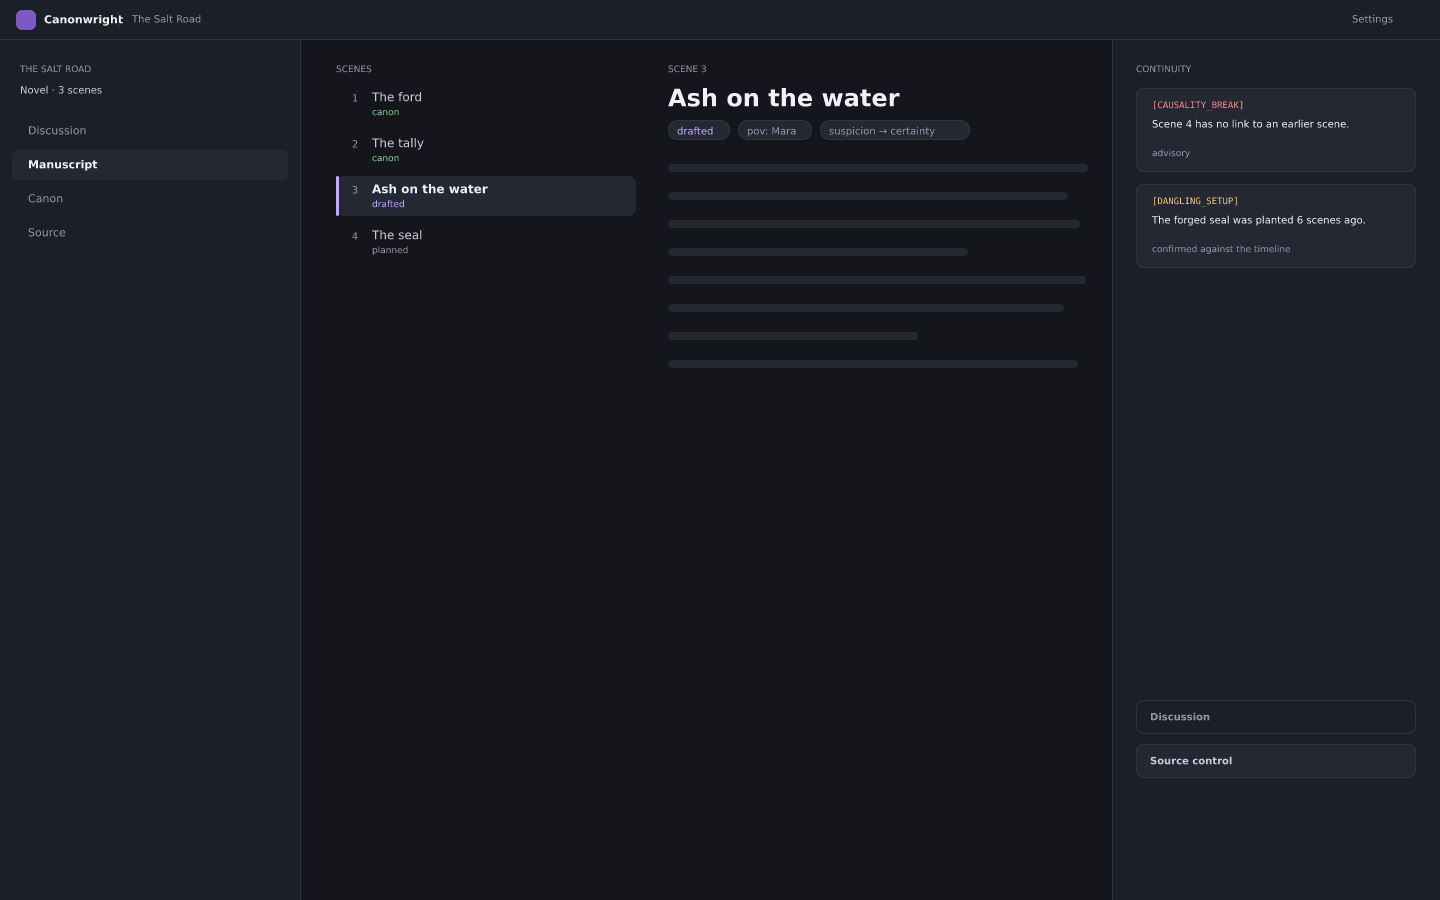 Canonwright The Salt Road Settings
THE SALT ROAD
Novel · 3 scenes
Discussion
Manuscript
Canon
Source
SCENES
1 The ford
canon
2 The tally
canon
3 Ash on the water
drafted
4 The seal
planned
SCENE 3
Ash on the water
drafted pov: Mara suspicion → certainty
CONTINUITY
[CAUSALITY_BREAK]
Scene 4 has no link to an earlier scene.
advisory
[DANGLING_SETUP]
The forged seal was planted 6 scenes ago.
confirmed against the timeline
Discussion
Source control